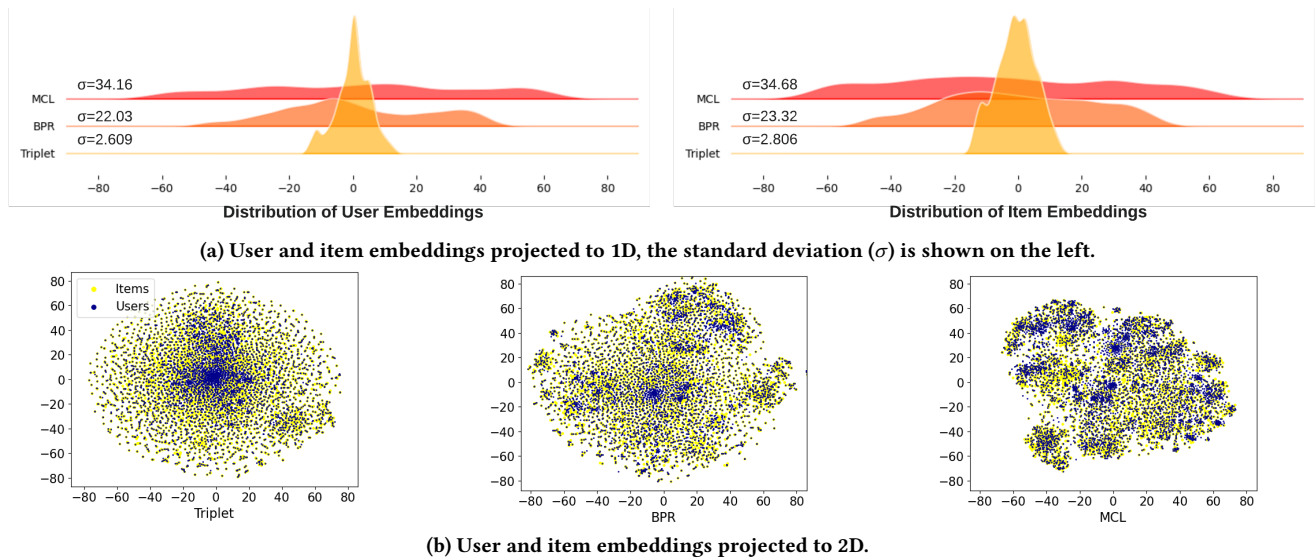 σ=34.16
MCL
σ=22.03
BPR
σ=2.609
Triplet
−80 −60 −40 −20 0 20 40 60 80
Distribution of User Embeddings
σ=34.68
MCL
σ=23.32
BPR
σ=2.806
Triplet
−80 −60 −40 −20 0 20 40 60 80
Distribution of Item Embeddings
(a) User and item embeddings projected to 1D, the standard deviation (σ) is shown on the left.
80
60
40
20
0
−20
−40
−60
−80
Items
Users
−80 −60 −40 −20 0 20 40 60 80
Triplet
80
60
40
20
0
−20
−40
−60
−80
−80 −60 −40 −20 0 20 40 60 80
BPR
80
60
40
20
0
−20
−40
−60
−80
−80 −60 −40 −20 0 20 40 60 80
MCL
(b) User and item embeddings projected to 2D.